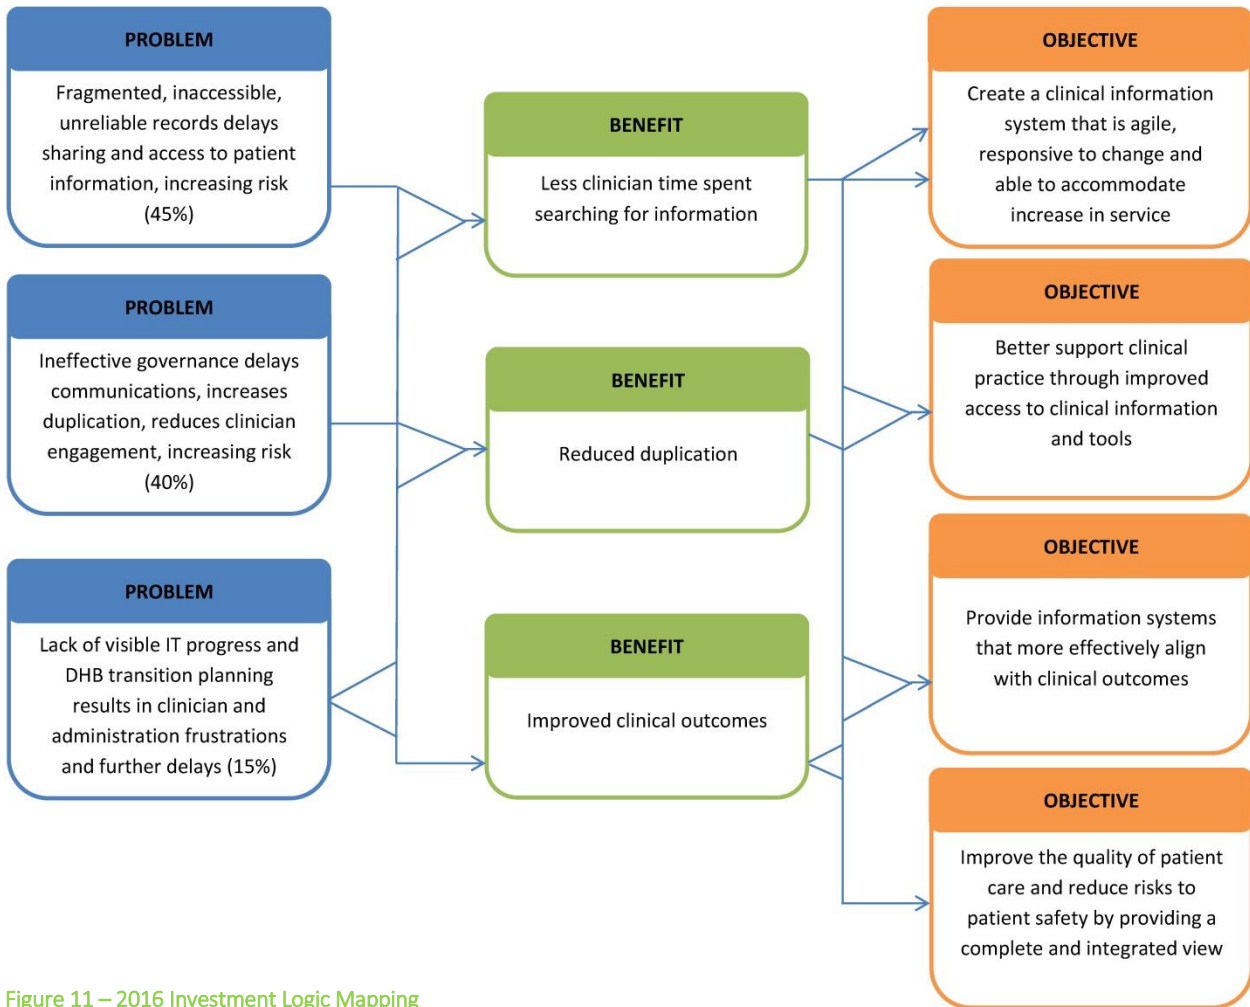 PROBLEM
Fragmented, inaccessible,
unreliable records delays
sharing and access to patient
information, increasing risk
(45%)
PROBLEM
Ineffective governance delays
communications, increases
duplication, reduces clinician
engagement, increasing risk
(40%)
PROBLEM
Lack of visible IT progress and
DHB transition planning
results in clinician and
administration frustrations
and further delays (15%)
BENEFIT
Less clinician time spent
searching for information
BENEFIT
Reduced duplication
BENEFIT
Improved clinical outcomes
OBJECTIVE
Create a clinical information
system that is agile,
responsive to change and
able to accommodate
increase in service
OBJECTIVE
Better support clinical
practice through improved
access to clinical information
and tools
OBJECTIVE
Provide information systems
that more effectively align
with clinical outcomes
OBJECTIVE
Improve the quality of patient
care and reduce risks to
patient safety by providing a
complete and integrated view
Figure 11 – 2016 Investment Logic Mapping